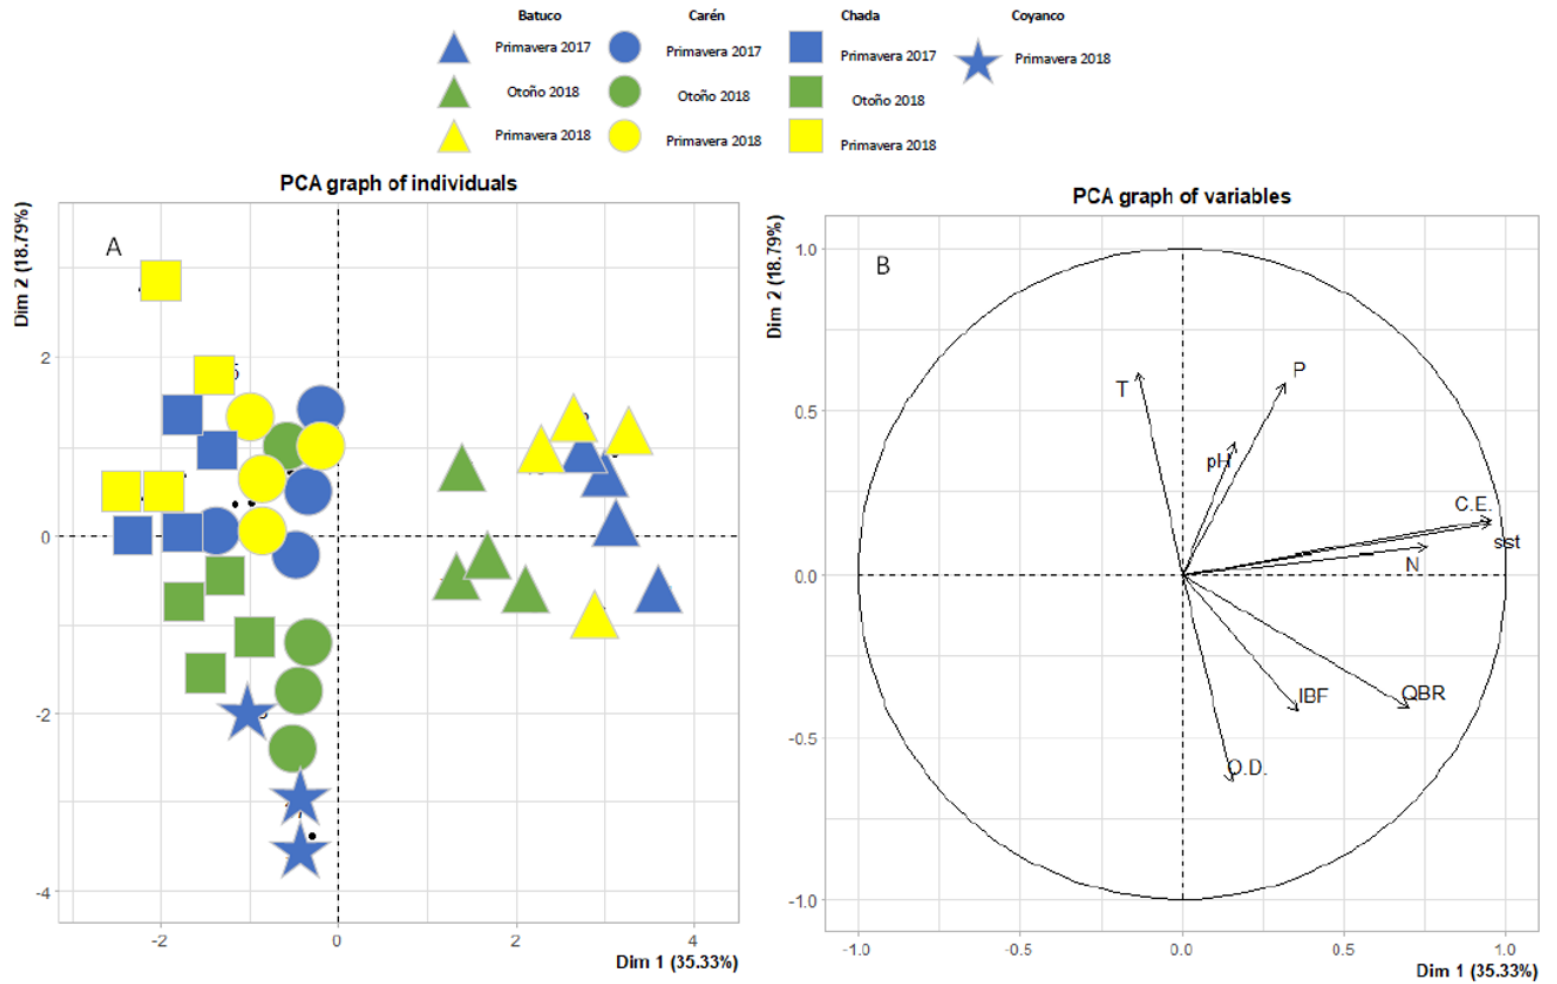 Batuco
Carén
Chada
Coyanco
Primavera 2017
Primavera 2017
Primavera 2017
Primavera 2018
Otoño 2018
Otoño 2018
Otoño 2018
Primavera 2018
Primavera 2018
Primavera 2018
PCA graph of individuals
A
Dim 2 (18.79%)
2
0
-2
-4
-2
0
2
4
Dim 1 (35.33%)
PCA graph of variables
B
Dim 2 (18.79%)
1.0
0.5
0.0
-0.5
-1.0
T
P
pH
C.E.
sst
N
IBF
QBR
O.D.
-1.0
-0.5
0.0
0.5
1.0
Dim 1 (35.33%)